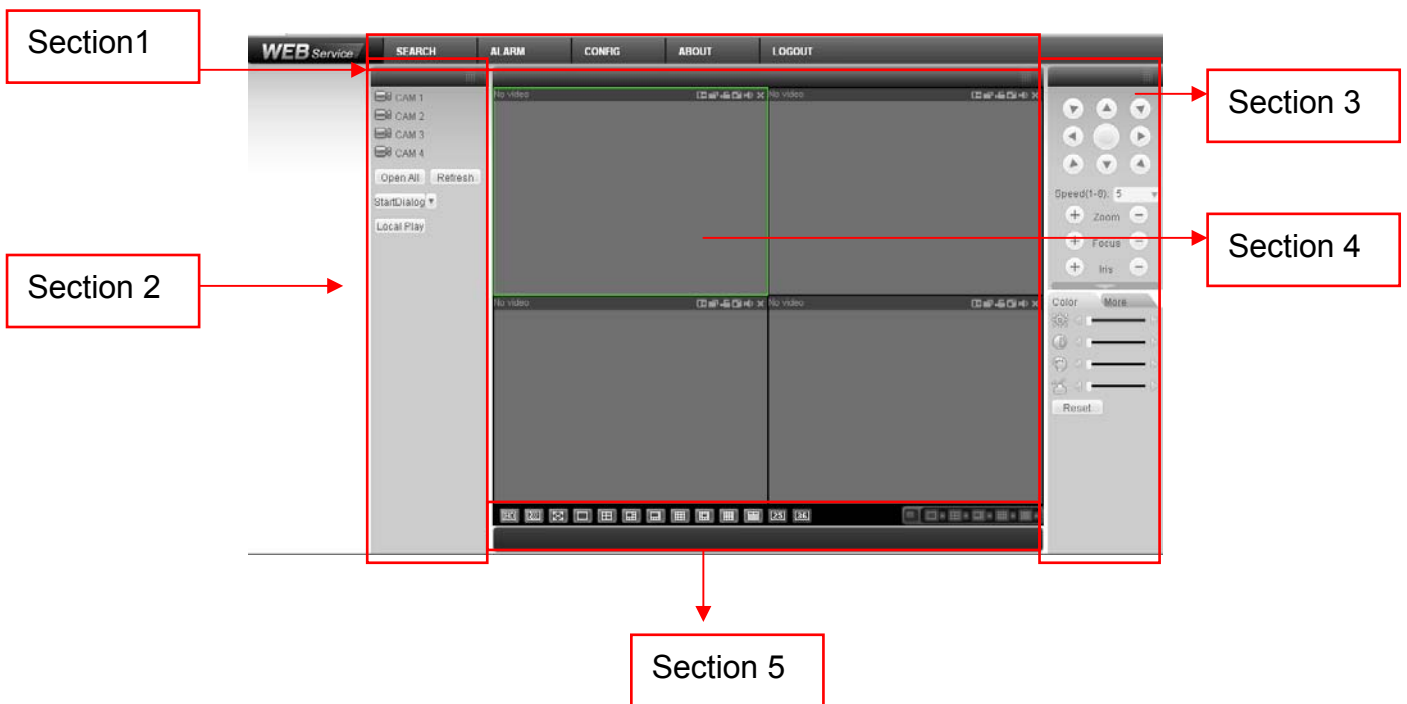 Section1
WEB Service
SEARCH
ALARM
CONFIG
ABOUT
LOGOUT
CAM 1
CAM 2
CAM 3
CAM 4
Open All
Refresh
StartDialog
Local Play
No video
No video
No video
No video
Speed(1-8):
5
Zoom
Focus
Iris
Color
More
Reset
25
36
Section 2
Section 3
Section 4
Section 5